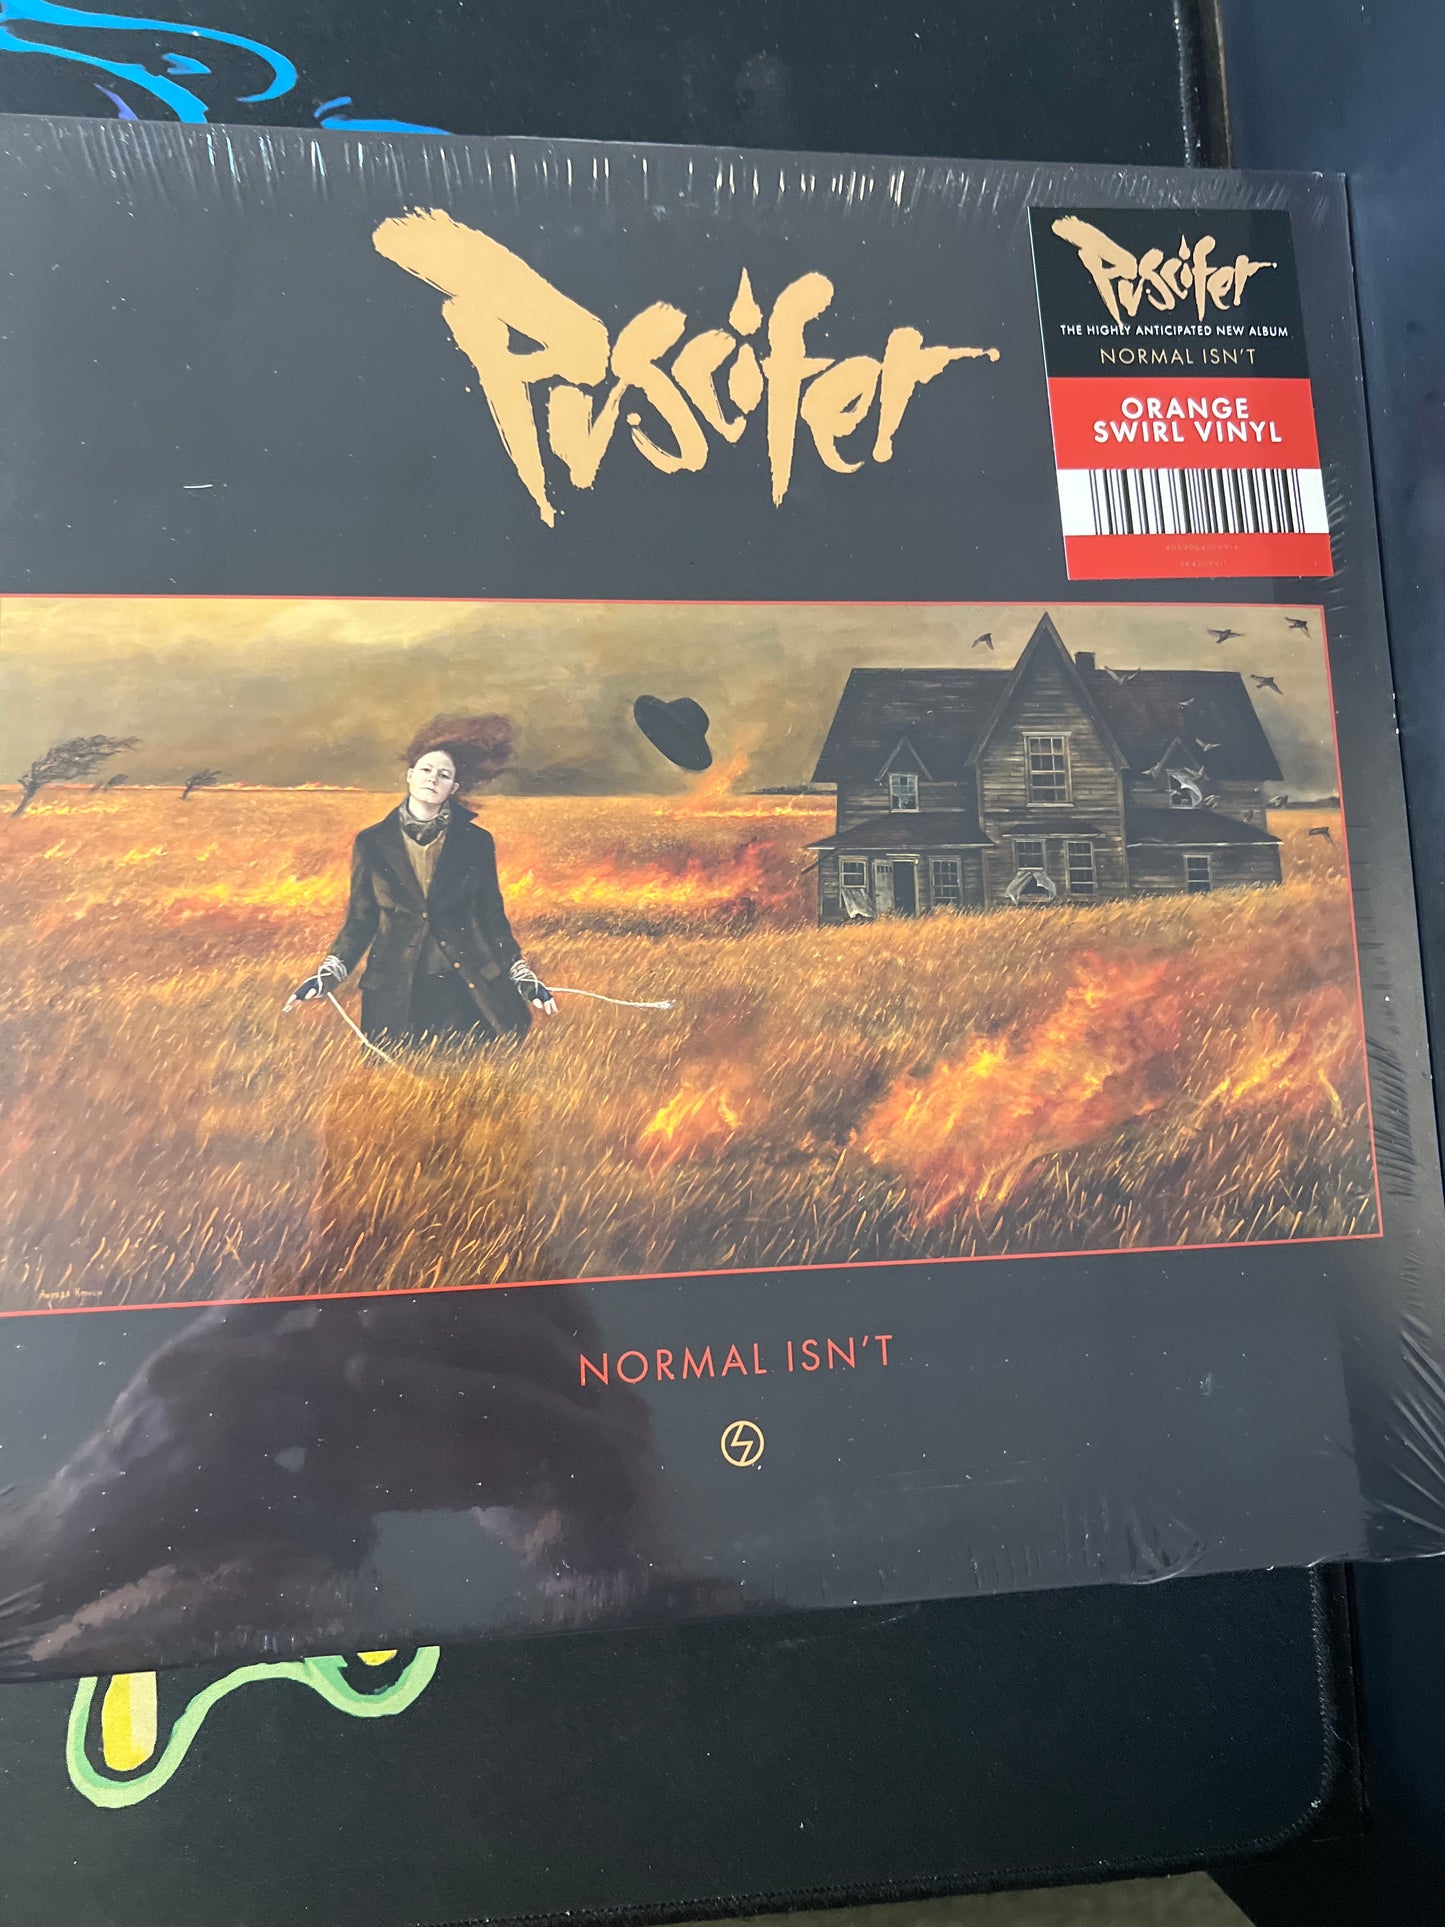 Puscifer
Puscifer
THE HIGHLY ANTICIPATED NEW ALBUM
NORMAL ISN'T
ORANGE
SWIRL VINYL
NORMAL ISN'T